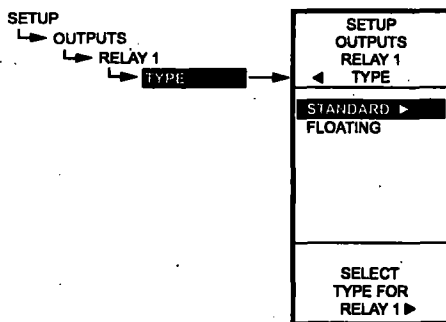 SETUP
OUTPUTS
RELAY 1
TYPE
SETUP
OUTPUTS
RELAY 1
◀ TYPE
STANDARD ▶
FLOATING
SELECT
TYPE FOR
RELAY 1 ▶